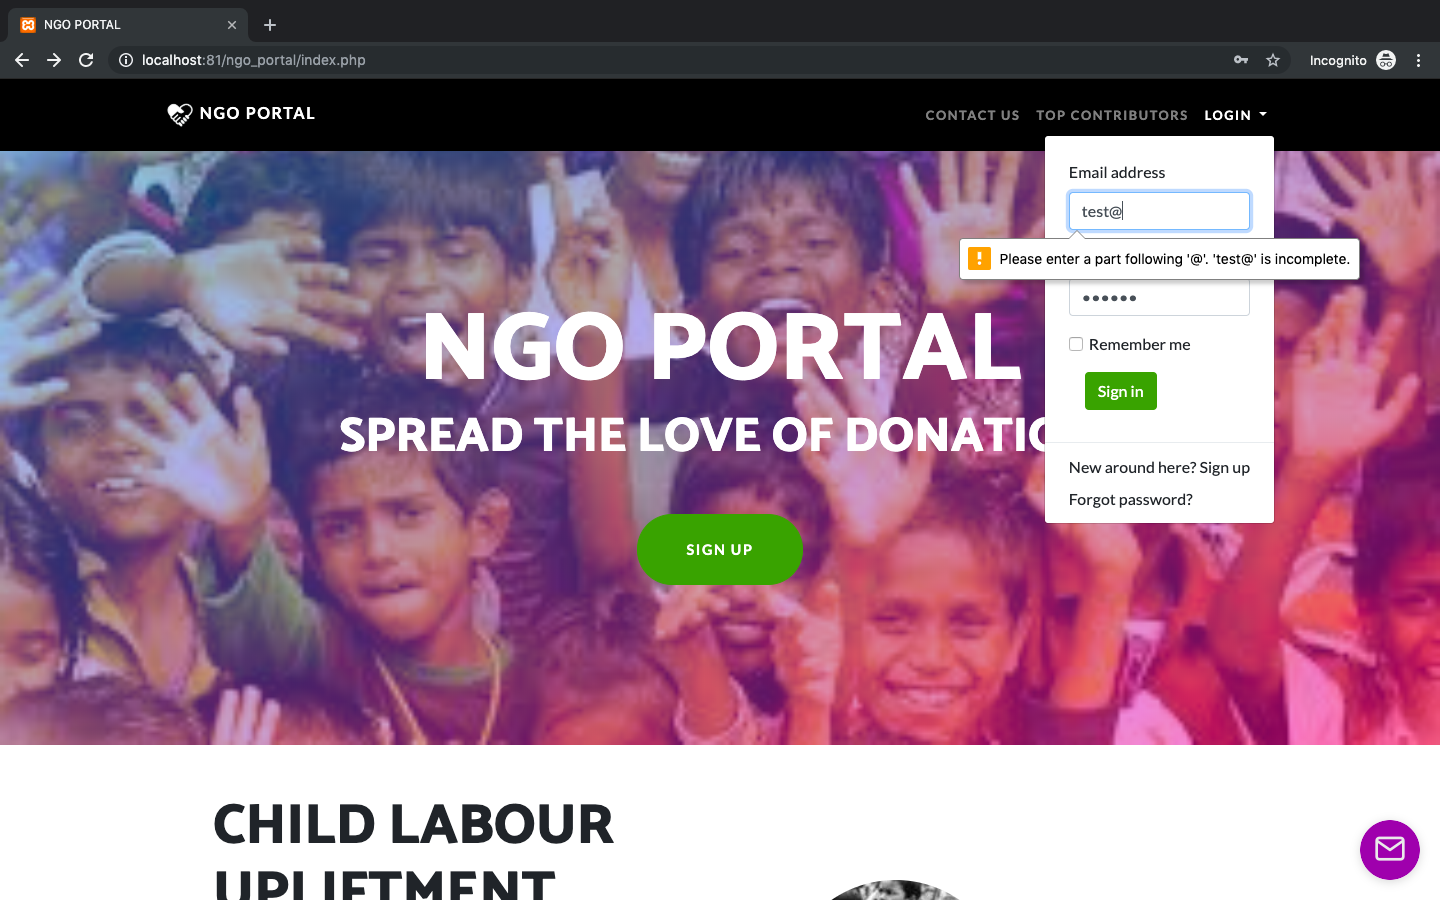 NGO PORTAL
localhost:81/ngo_portal/index.php
Incognito
NGO PORTAL
CONTACT US TOP CONTRIBUTORS LOGIN
Email address
test@
Please enter a part following '@'. 'test@' is incomplete.
Remember me
Sign in
New around here? Sign up
Forgot password?
NGO PORTAL
SPREAD THE LOVE OF DONATIO
SIGN UP
CHILD LABOUR
UPLIFTMENT